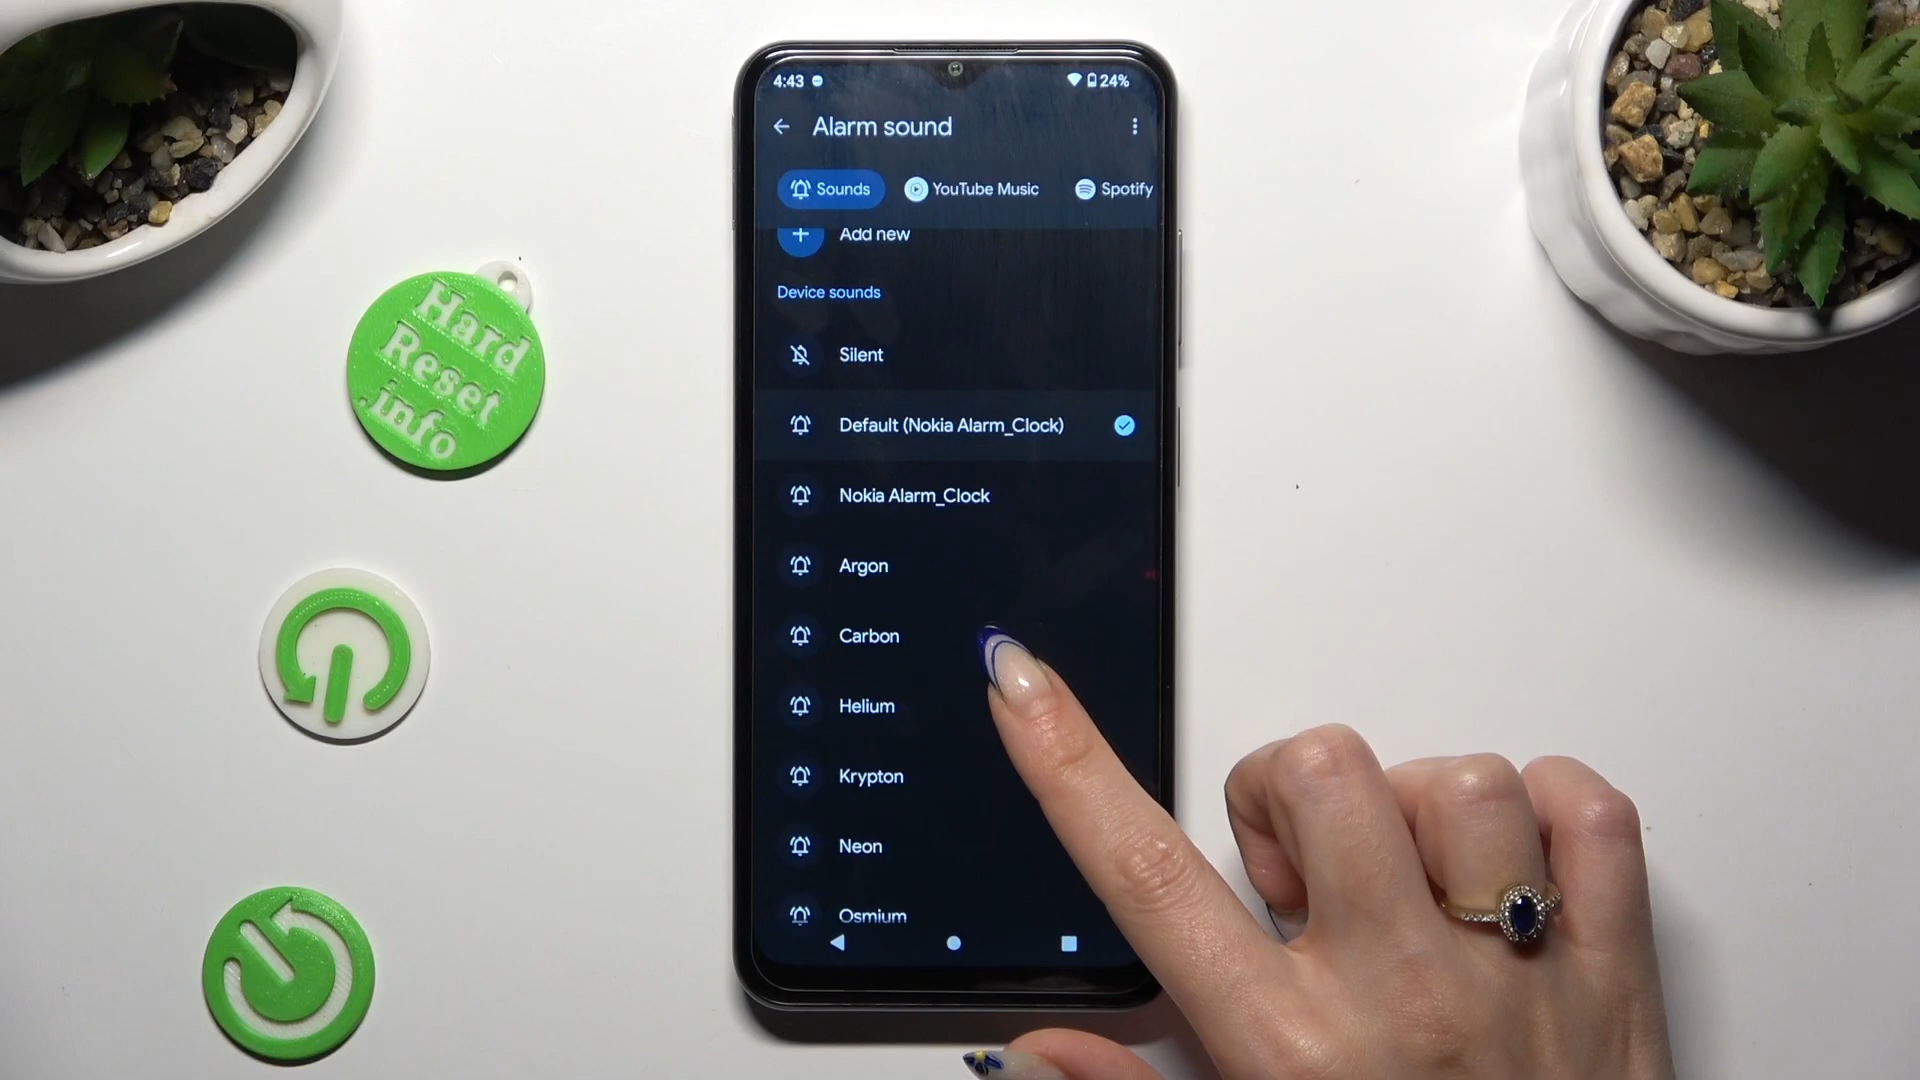 4:43 24%
Alarm sound
Sounds YouTube Music Spotify
Add new
Device sounds
Silent
Default (Nokia Alarm_Clock)
Nokia Alarm_Clock
Argon
Carbon
Helium
Krypton
Neon
Osmium
Hard
Reset
.info